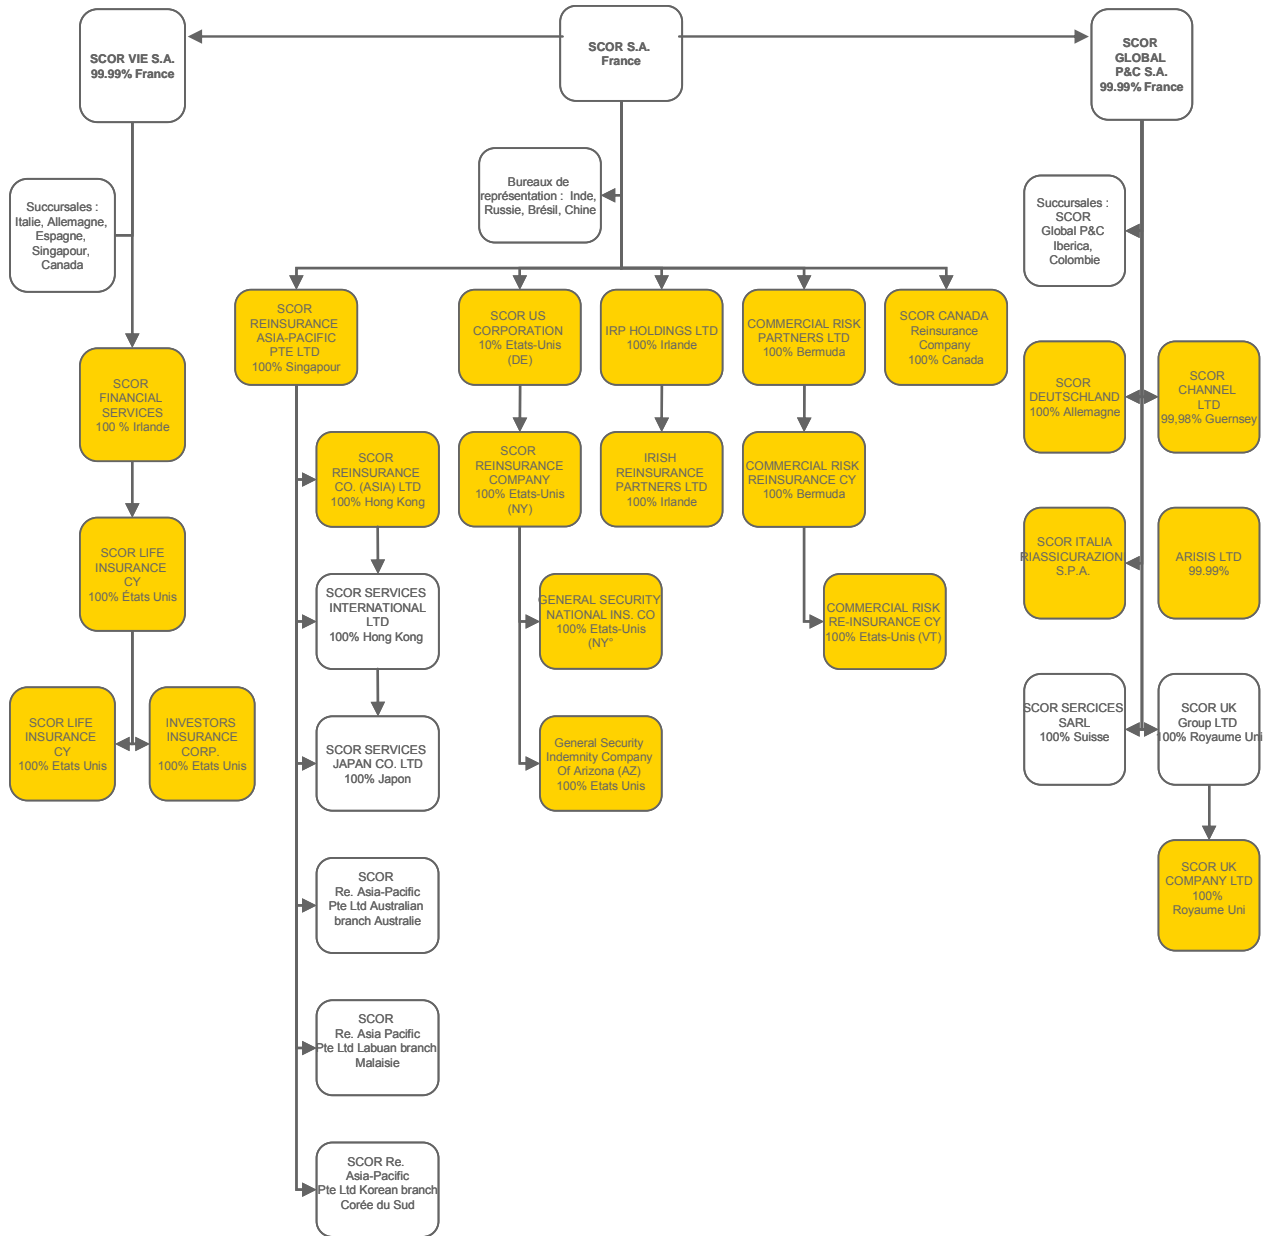 SCOR VIE S.A.
99.99% France
SCOR S.A.
France
SCOR
GLOBAL
P&C S.A.
99.99% France
Succursales :
Italie, Allemagne,
Espagne,
Singapour,
Canada
Bureaux de
représentation : Inde,
Russie, Brésil, Chine
Succursales :
SCOR
Global P&C
Iberica,
Colombie
SCOR
REINSURANCE
ASIA-PACIFIC
PTE LTD
100% Singapour
SCOR US
CORPORATION
10% Etats-Unis
(DE)
IRP HOLDINGS LTD
100% Irlande
COMMERCIAL RISK
PARTNERS LTD
100% Bermuda
SCOR CANADA
Reinsurance
Company
100% Canada
SCOR
FINANCIAL
SERVICES
100 % Irlande
SCOR
DEUTSCHLAND
100% Allemagne
SCOR
CHANNEL
LTD
99,98% Guernsey
SCOR
REINSURANCE
CO. (ASIA) LTD
100% Hong Kong
SCOR
REINSURANCE
COMPANY
100% Etats-Unis
(NY)
IRISH
REINSURANCE
PARTNERS LTD
100% Irlande
COMMERCIAL RISK
REINSURANCE CY
100% Bermuda
SCOR LIFE
INSURANCE
CY
100% États Unis
SCOR ITALIA
RIASSICURAZIONI
S.P.A.
ARISIS LTD
99.99%
SCOR SERVICES
INTERNATIONAL
LTD
100% Hong Kong
GENERAL SECURITY
NATIONAL INS. CO
100% Etats-Unis
(NY°
COMMERCIAL RISK
RE-INSURANCE CY
100% Etats-Unis (VT)
SCOR LIFE
INSURANCE
CY
100% Etats Unis
INVESTORS
INSURANCE
CORP.
100% Etats Unis
SCOR SERVICES
JAPAN CO. LTD
100% Japon
General Security
Indemnity Company
Of Arizona (AZ)
100% Etats Unis
SCOR SERCICES
SARL
100% Suisse
SCOR UK
Group LTD
100% Royaume Uni
SCOR
Re. Asia-Pacific
Pte Ltd Australian
branch Australie
SCOR UK
COMPANY LTD
100%
Royaume Uni
SCOR
Re. Asia Pacific
Pte Ltd Labuan branch
Malaisie
SCOR Re.
Asia-Pacific
Pte Ltd Korean branch
Corée du Sud